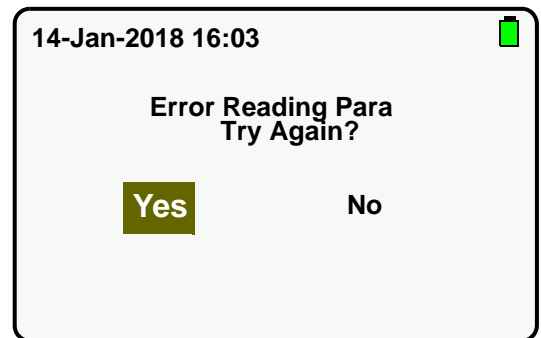 14-Jan-2018 16:03
Error Reading Para
Try Again?
Yes No